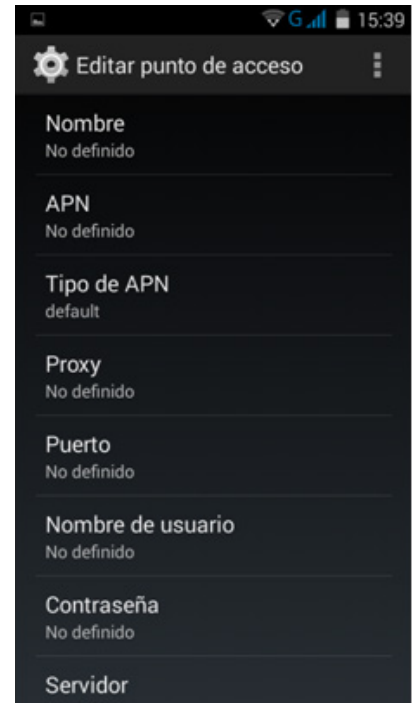 G 15:39
Editar punto de acceso
Nombre
No definido
APN
No definido
Tipo de APN
default
Proxy
No definido
Puerto
No definido
Nombre de usuario
No definido
Contraseña
No definido
Servidor